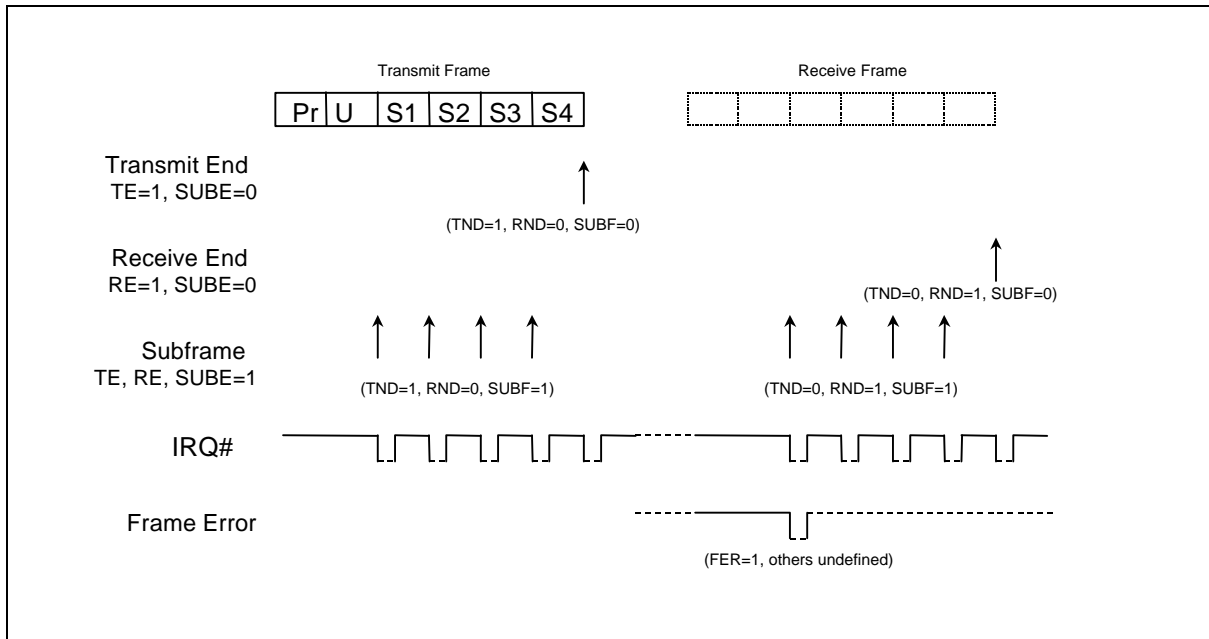 Transmit Frame
Receive Frame
Pr U S1 S2 S3 S4
Transmit End
TE=1, SUBE=0
(TND=1, RND=0, SUBF=0)
Receive End
RE=1, SUBE=0
(TND=0, RND=1, SUBF=0)
Subframe
TE, RE, SUBE=1
(TND=1, RND=0, SUBF=1)
(TND=0, RND=1, SUBF=1)
IRQ#
Frame Error
(FER=1, others undefined)